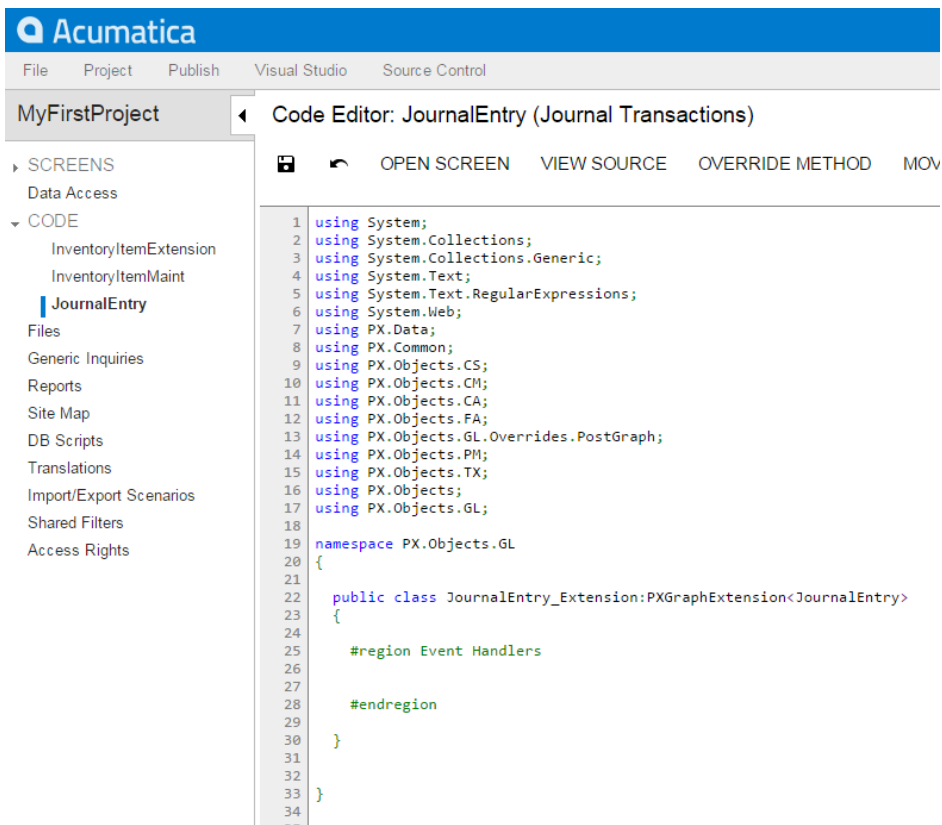 Acumatica
File Project Publish Visual Studio Source Control
MyFirstProject
Code Editor: JournalEntry (Journal Transactions)
SCREENS
Data Access
CODE
InventoryItemExtension
InventoryItemMaint
JournalEntry
Files
Generic Inquiries
Reports
Site Map
DB Scripts
Translations
Import/Export Scenarios
Shared Filters
Access Rights
OPEN SCREEN VIEW SOURCE OVERRIDE METHOD MOV
1 using System;
2 using System.Collections;
3 using System.Collections.Generic;
4 using System.Text;
5 using System.Text.RegularExpressions;
6 using System.Web;
7 using PX.Data;
8 using PX.Common;
9 using PX.Objects.CS;
10 using PX.Objects.CM;
11 using PX.Objects.CA;
12 using PX.Objects.FA;
13 using PX.Objects.GL.Overrides.PostGraph;
14 using PX.Objects.PM;
15 using PX.Objects.TX;
16 using PX.Objects;
17 using PX.Objects.GL;
18
19 namespace PX.Objects.GL
20 {
21
22 public class JournalEntry_Extension:PXGraphExtension<JournalEntry>
23 {
24
25 #region Event Handlers
26
27
28 #endregion
29
30 }
31
32
33 }
34